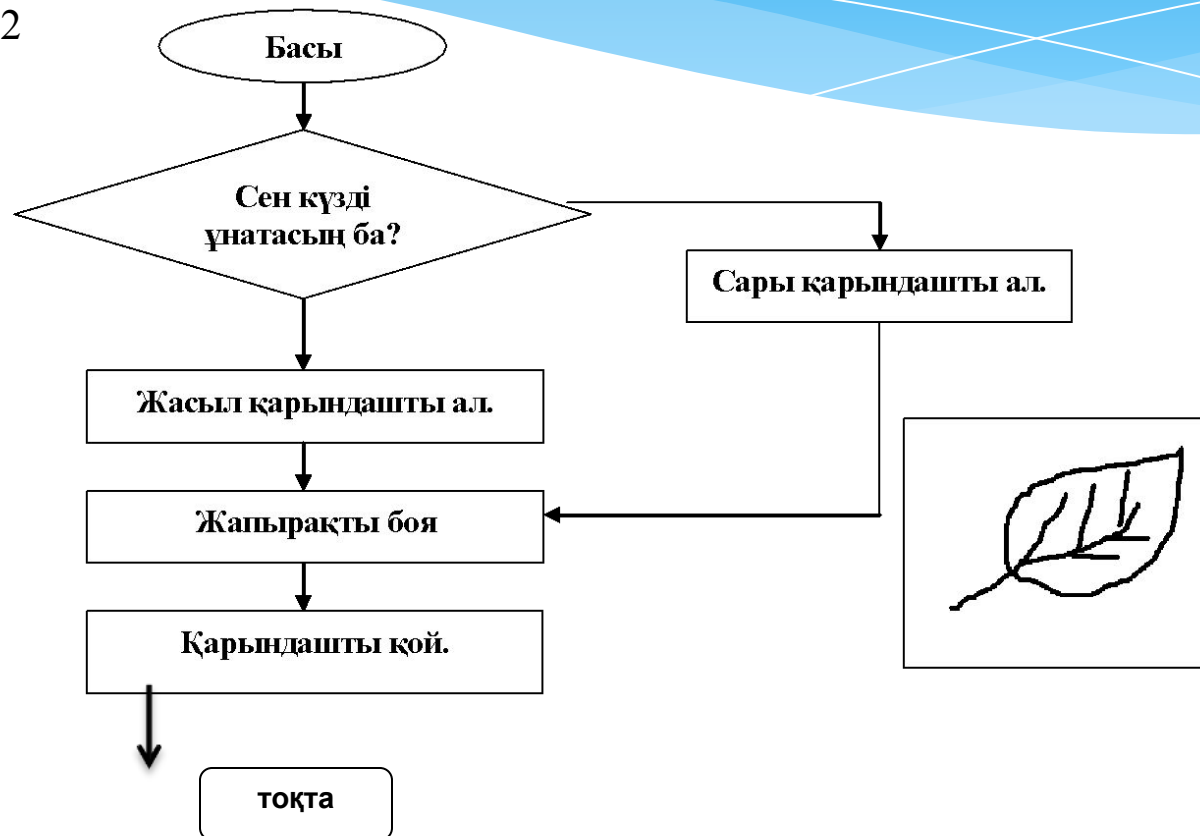 2
Басы
Сен күзді
ұнатасың ба?
Сары қарындашты ал.
Жасыл қарындашты ал.
Жапырақты боя
Қарындашты қой.
тоқта